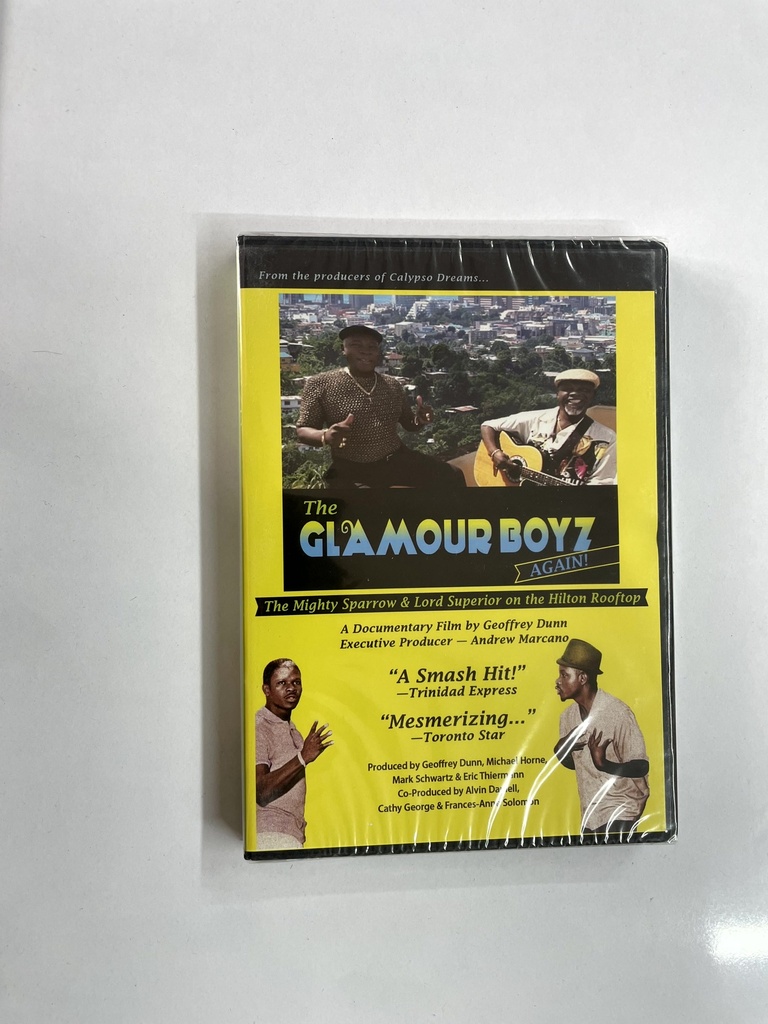 From the producers of Calypso Dreams...
The
GLAMOUR BOYZ
AGAIN!
The Mighty Sparrow & Lord Superior on the Hilton Rooftop
A Documentary Film by Geoffrey Dunn
Executive Producer — Andrew Marcano
“A Smash Hit!”
—Trinidad Express
“Mesmerizing...”
—Toronto Star
Produced by Geoffrey Dunn, Michael Horne,
Mark Schwartz & Eric Thiermann
Co-Produced by Alvin Daniell,
Cathy George & Frances-Anne Solomon